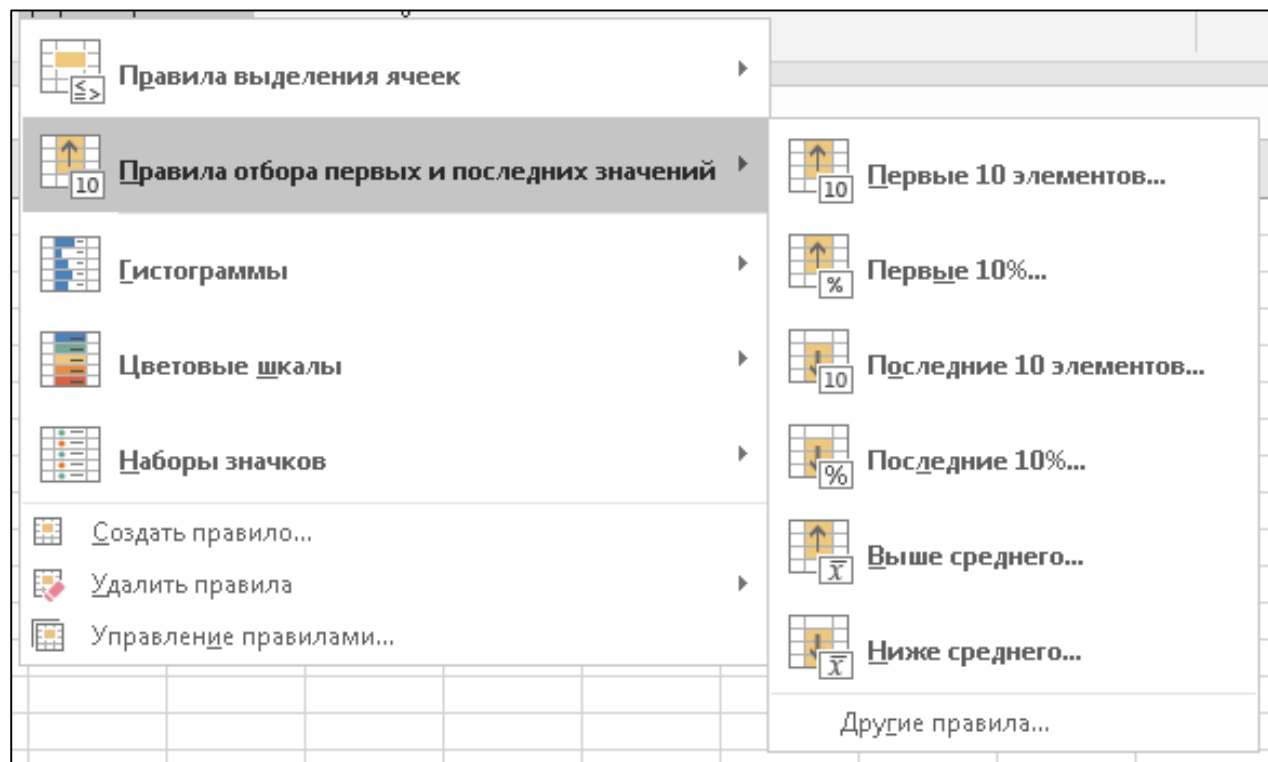 Правила выделения ячеек
Правила отбора первых и последних значений
10
Гистограммы
Цветовые шкалы
Наборы значков
Создать правило...
Удалить правила
Управление правилами...
10
Первые 10 элементов...
%
Первые 10%...
10
Последние 10 элементов...
%
Последние 10%...
x̅
Выше среднего...
x̅
Ниже среднего...
Другие правила...